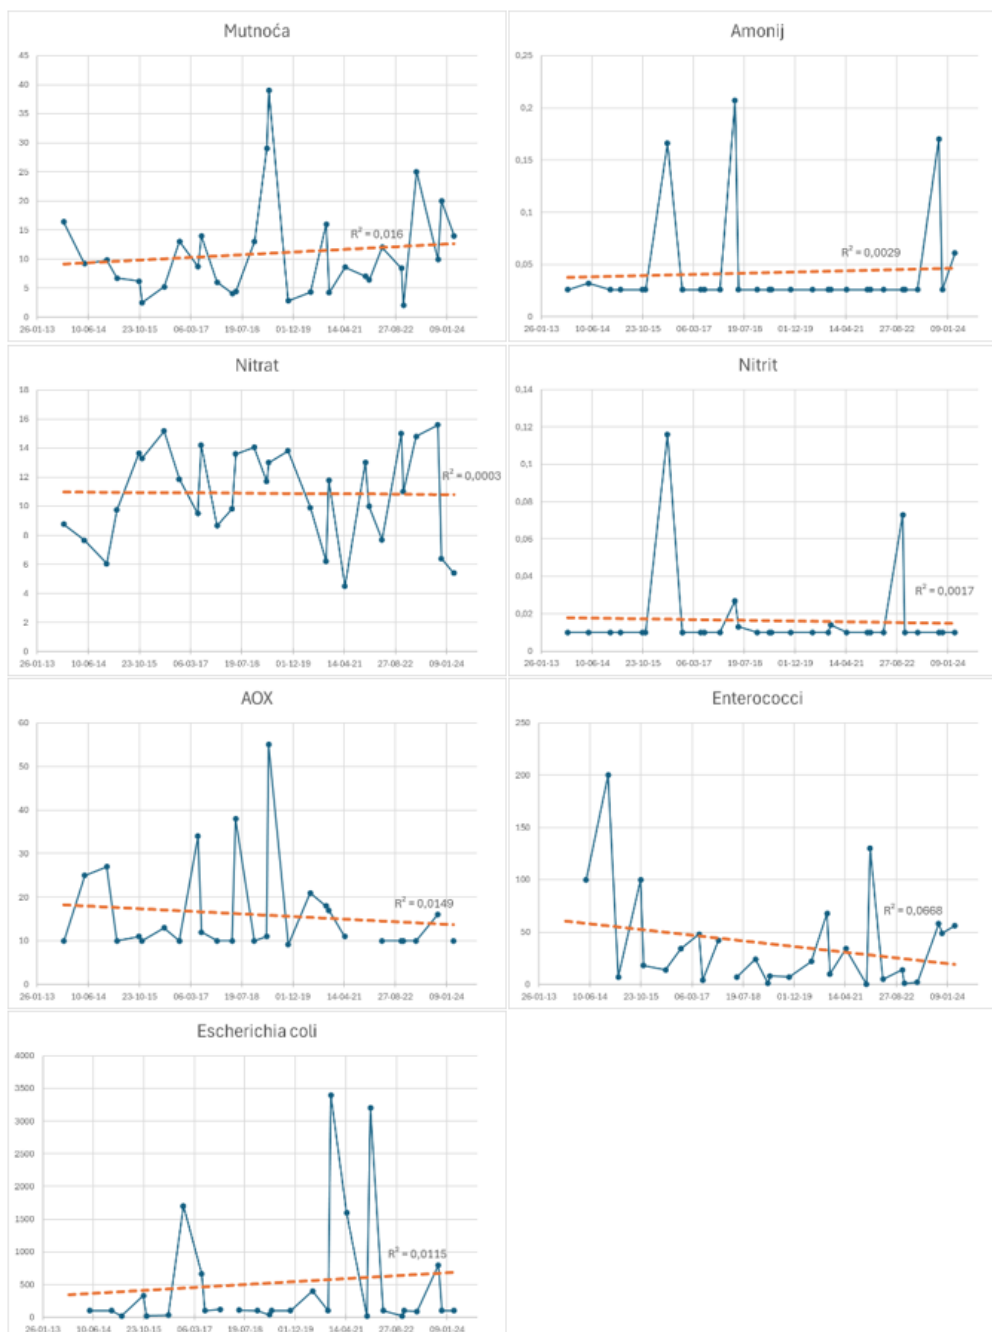 Mutnoća
45
40
35
30
25
20
15
10
5
0
R² = 0,016
26-01-13 10-06-14 23-10-15 06-03-17 19-07-18 01-12-19 14-04-21 27-08-22 09-01-24
Amonij
0,25
0,2
0,15
0,1
0,05
0
R² = 0,0029
26-01-13 10-06-14 23-10-15 06-03-17 19-07-18 01-12-19 14-04-21 27-08-22 09-01-24
Nitrat
18
16
14
12
10
8
6
4
2
0
R² = 0,0003
26-01-13 10-06-14 23-10-15 06-03-17 19-07-18 01-12-19 14-04-21 27-08-22 09-01-24
Nitrit
0,14
0,12
0,1
0,08
0,06
0,04
0,02
0
R² = 0,0017
26-01-13 10-06-14 23-10-15 06-03-17 19-07-18 01-12-19 14-04-21 27-08-22 09-01-24
AOX
60
50
40
30
20
10
0
R² = 0,0149
26-01-13 10-06-14 23-10-15 06-03-17 19-07-18 01-12-19 14-04-21 27-08-22 09-01-24
Enterococci
250
200
150
100
50
0
R² = 0,0668
26-01-13 10-06-14 23-10-15 06-03-17 19-07-18 01-12-19 14-04-21 27-08-22 09-01-24
Escherichia coli
4000
3500
3000
2500
2000
1500
1000
500
0
R² = 0,0115
26-01-13 10-06-14 23-10-15 06-03-17 19-07-18 01-12-19 14-04-21 27-08-22 09-01-24